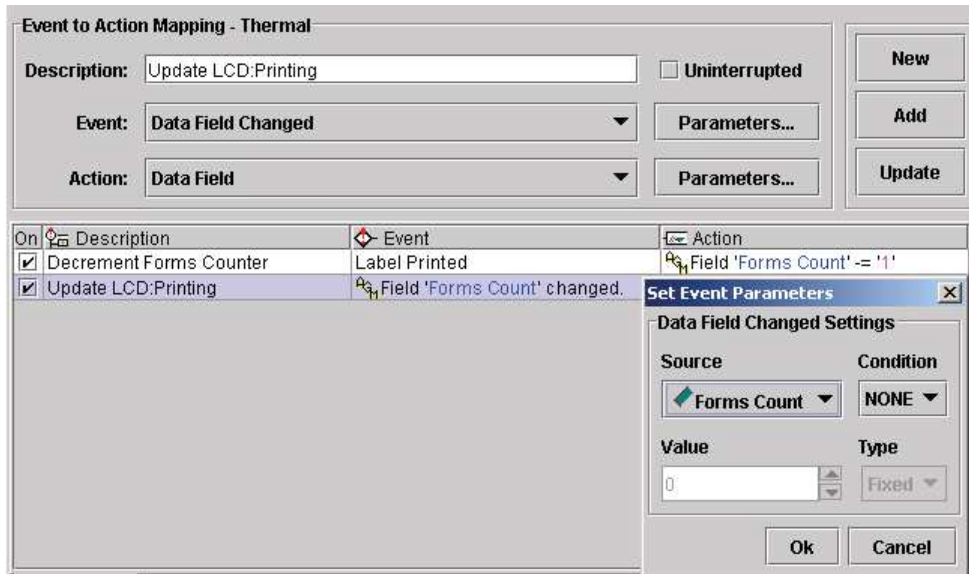 Event to Action Mapping - Thermal
Description: Update LCD:Printing Uninterrupted New
Event: Data Field Changed Parameters... Add
Action: Data Field Parameters... Update
On Description Event Action
Decrement Forms Counter Label Printed Field 'Forms Count' -= '1'
Update LCD:Printing Field 'Forms Count' changed.
Set Event Parameters
Data Field Changed Settings
Source Condition
Forms Count NONE
Value Type
0 Fixed
Ok Cancel